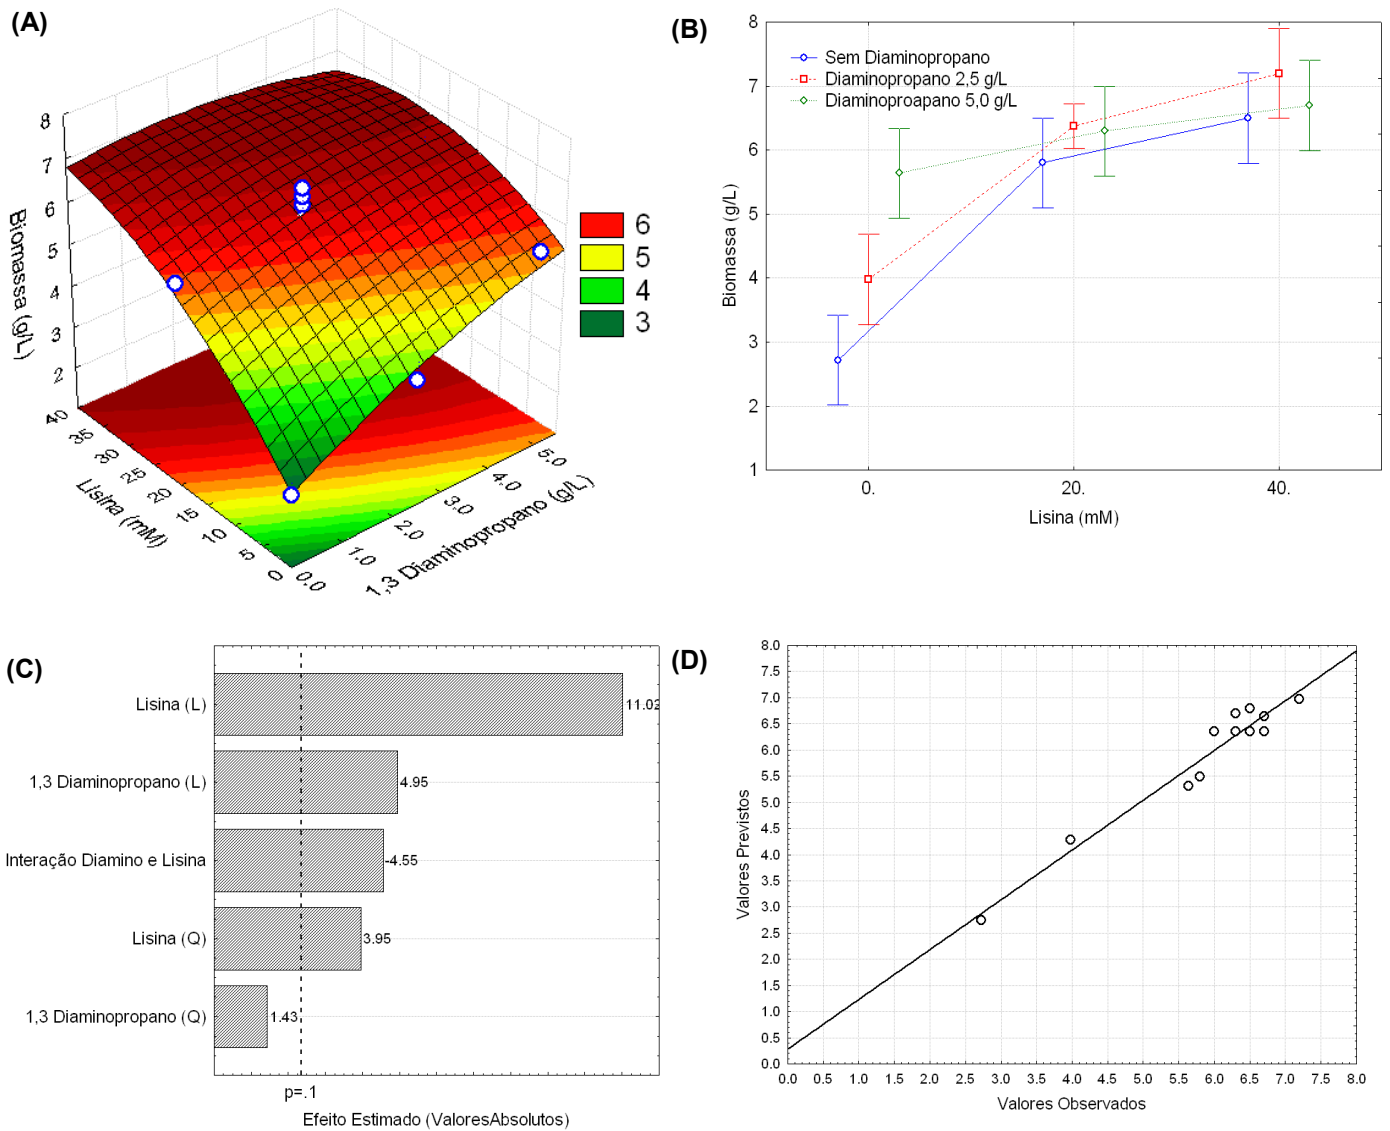 (A)
8
7
6
5
4
3
2
Biomassa (g/L)
40
35
30
25
20
15
10
5
0
Lisina (mM)
0,0
1,0
2,0
3,0
4,0
5,0
1,3 Diaminopropano (g/L)
6
5
4
3
(B)
8
7
6
5
4
3
2
1
Biomassa (g/L)
Sem Diaminopropano
Diaminopropano 2,5 g/L
Diaminoproapano 5,0 g/L
0. 20. 40.
Lisina (mM)
(C)
Lisina (L) 11.02
1,3 Diaminopropano (L) 4.95
Interação Diamino e Lisina -4.55
Lisina (Q) 3.95
1,3 Diaminopropano (Q) 1.43
p=.1
Efeito Estimado (ValoresAbsolutos)
(D)
8.0
7.5
7.0
6.5
6.0
5.5
5.0
4.5
4.0
3.5
3.0
2.5
2.0
1.5
1.0
0.5
0.0
Valores Previstos
0.0 0.5 1.0 1.5 2.0 2.5 3.0 3.5 4.0 4.5 5.0 5.5 6.0 6.5 7.0 7.5 8.0
Valores Observados